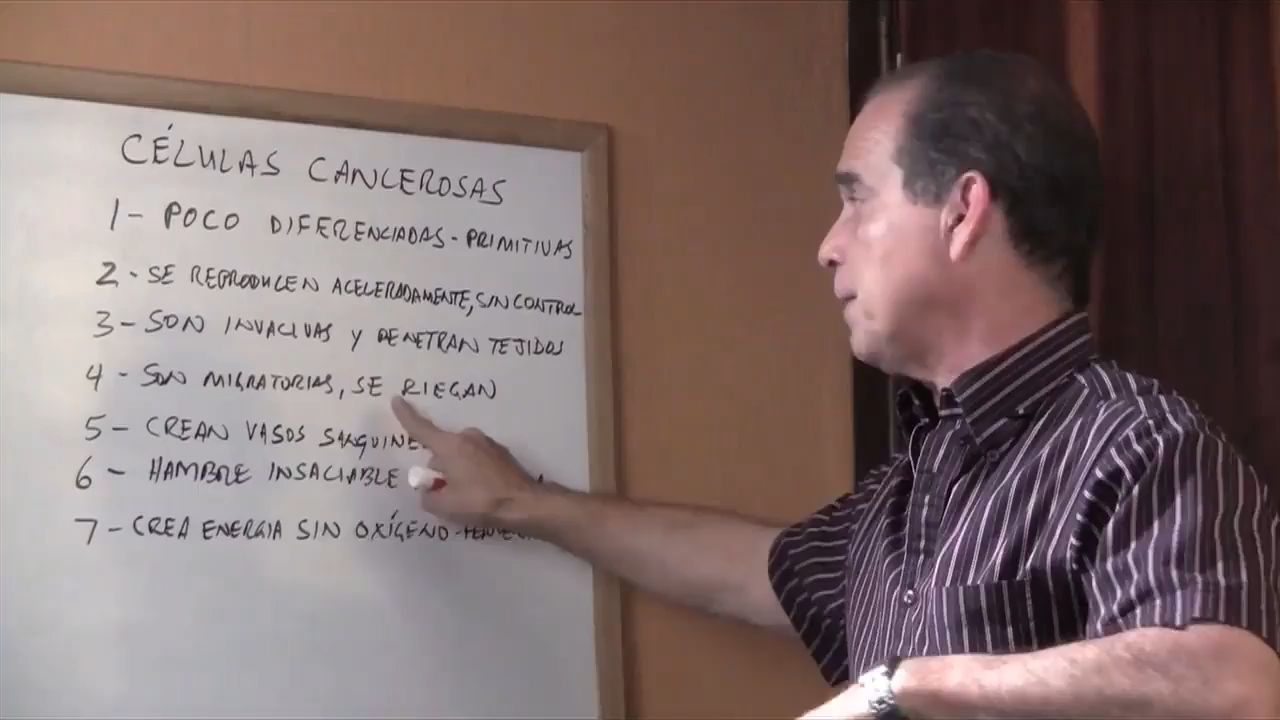 CÉLULAS CANCEROSAS
1- POCO DIFERENCIADAS - PRIMITIVAS
2- SE REPRODUCEN ACELERADAMENTE, SIN CONTROL
3- SON INVACIVAS Y PENETRAN TEJIDOS
4- SON MIGRATORIAS, SE RIEGAN
5- CREAN VASOS
6- HAMBRE INSACIABLE
7- CREA ENERGIA SIN OXÍGENO -